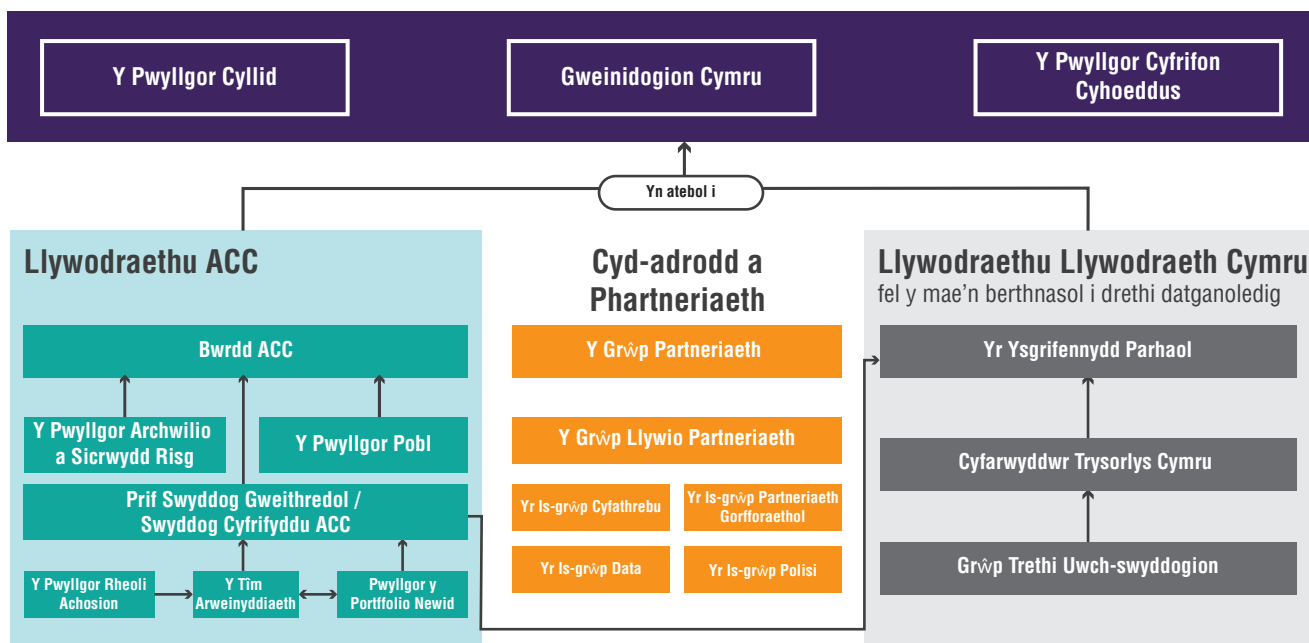 Y Pwyllgor Cyllid
Gweinidogion Cymru
Y Pwyllgor Cyfrifon
Cyhoeddus
Yn atebol i
Llywodraethu ACC
Bwrdd ACC
Y Pwyllgor Archwilio
a Sicrwydd Risg
Y Pwyllgor Pobl
Prif Swyddog Gweithredol /
Swyddog Cyfrifyddu ACC
Y Pwyllgor Rheoli
Achosion
Y Tîm
Arweinyddiaeth
Pwyllgor y
Portffolio Newid
Cyd-adrodd a
Phartneriaeth
Y Grŵp Partneriaeth
Y Grŵp Llywio Partneriaeth
Yr Is-grŵp Cyfathrebu
Yr Is-grŵp Partneriaeth
Gorfforaethol
Yr Is-grŵp Data
Yr Is-grŵp Polisi
Llywodraethu Llywodraeth Cymru
fel y mae'n berthnasol i drethi datganoledig
Yr Ysgrifennydd Parhaol
Cyfarwyddwr Trysorlys Cymru
Grŵp Trethi Uwch-swyddogion